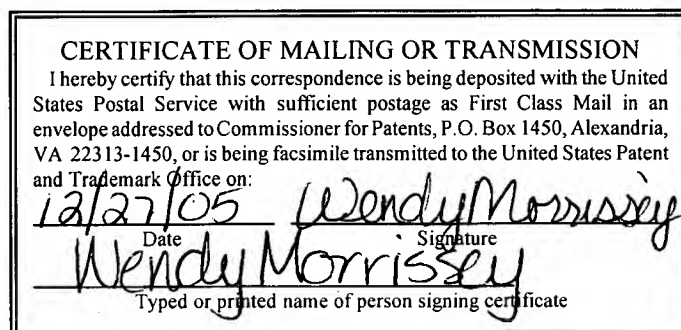 CERTIFICATE OF MAILING OR TRANSMISSION
I hereby certify that this correspondence is being deposited with the United
States Postal Service with sufficient postage as First Class Mail in an
envelope addressed to Commissioner for Patents, P.O. Box 1450, Alexandria,
VA 22313-1450, or is being facsimile transmitted to the United States Patent
and Trademark Office on:
12/27/05 Wendy Morrissey
Date Signature
Wendy Morrissey
Typed or printed name of person signing certificate